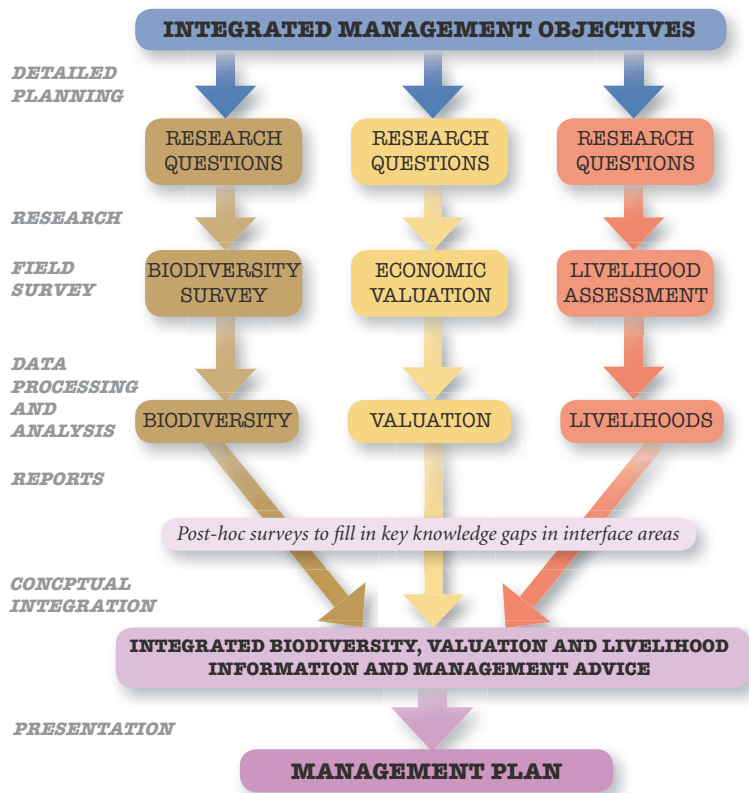 INTEGRATED MANAGEMENT OBJECTIVES
DETAILED
PLANNING
RESEARCH
QUESTIONS
RESEARCH
QUESTIONS
RESEARCH
QUESTIONS
RESEARCH
FIELD
SURVEY
BIODIVERSITY
SURVEY
ECONOMIC
VALUATION
LIVELIHOOD
ASSESSMENT
DATA
PROCESSING
AND
ANALYSIS
BIODIVERSITY
VALUATION
LIVELIHOODS
REPORTS
Post-hoc surveys to fill in key knowledge gaps in interface areas
CONCPTUAL
INTEGRATION
INTEGRATED BIODIVERSITY, VALUATION AND LIVELIHOOD
INFORMATION AND MANAGEMENT ADVICE
PRESENTATION
MANAGEMENT PLAN